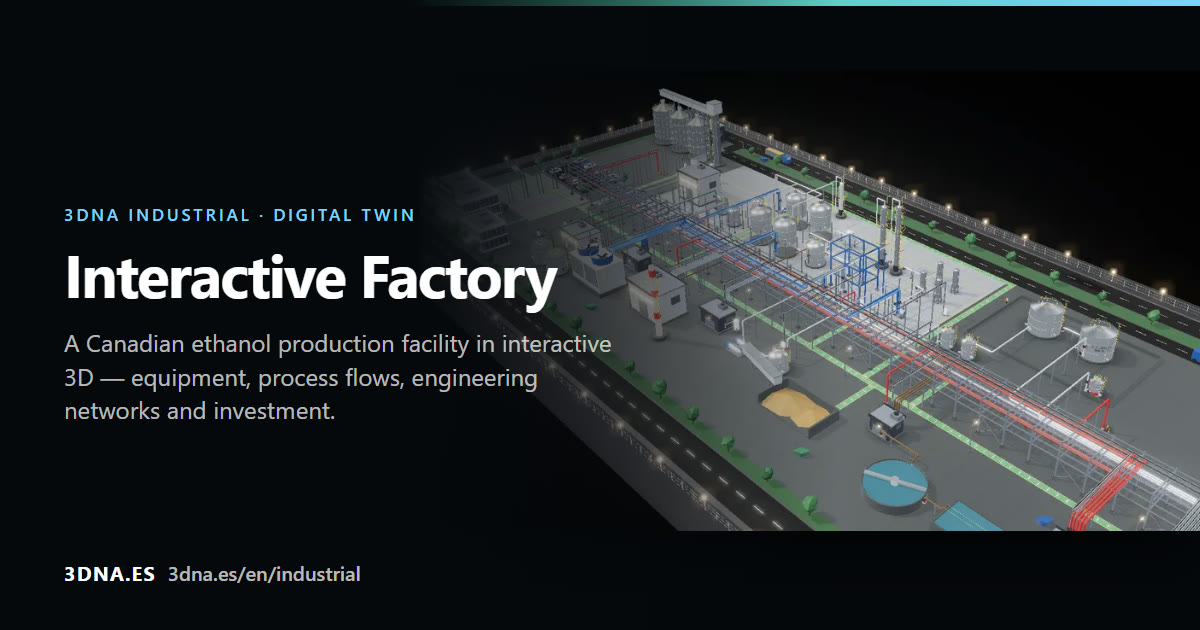 3DNA INDUSTRIAL · DIGITAL TWIN
Interactive Factory
A Canadian ethanol production facility in interactive
3D — equipment, process flows, engineering
networks and investment.
3DNA.ES 3dna.es/en/industrial